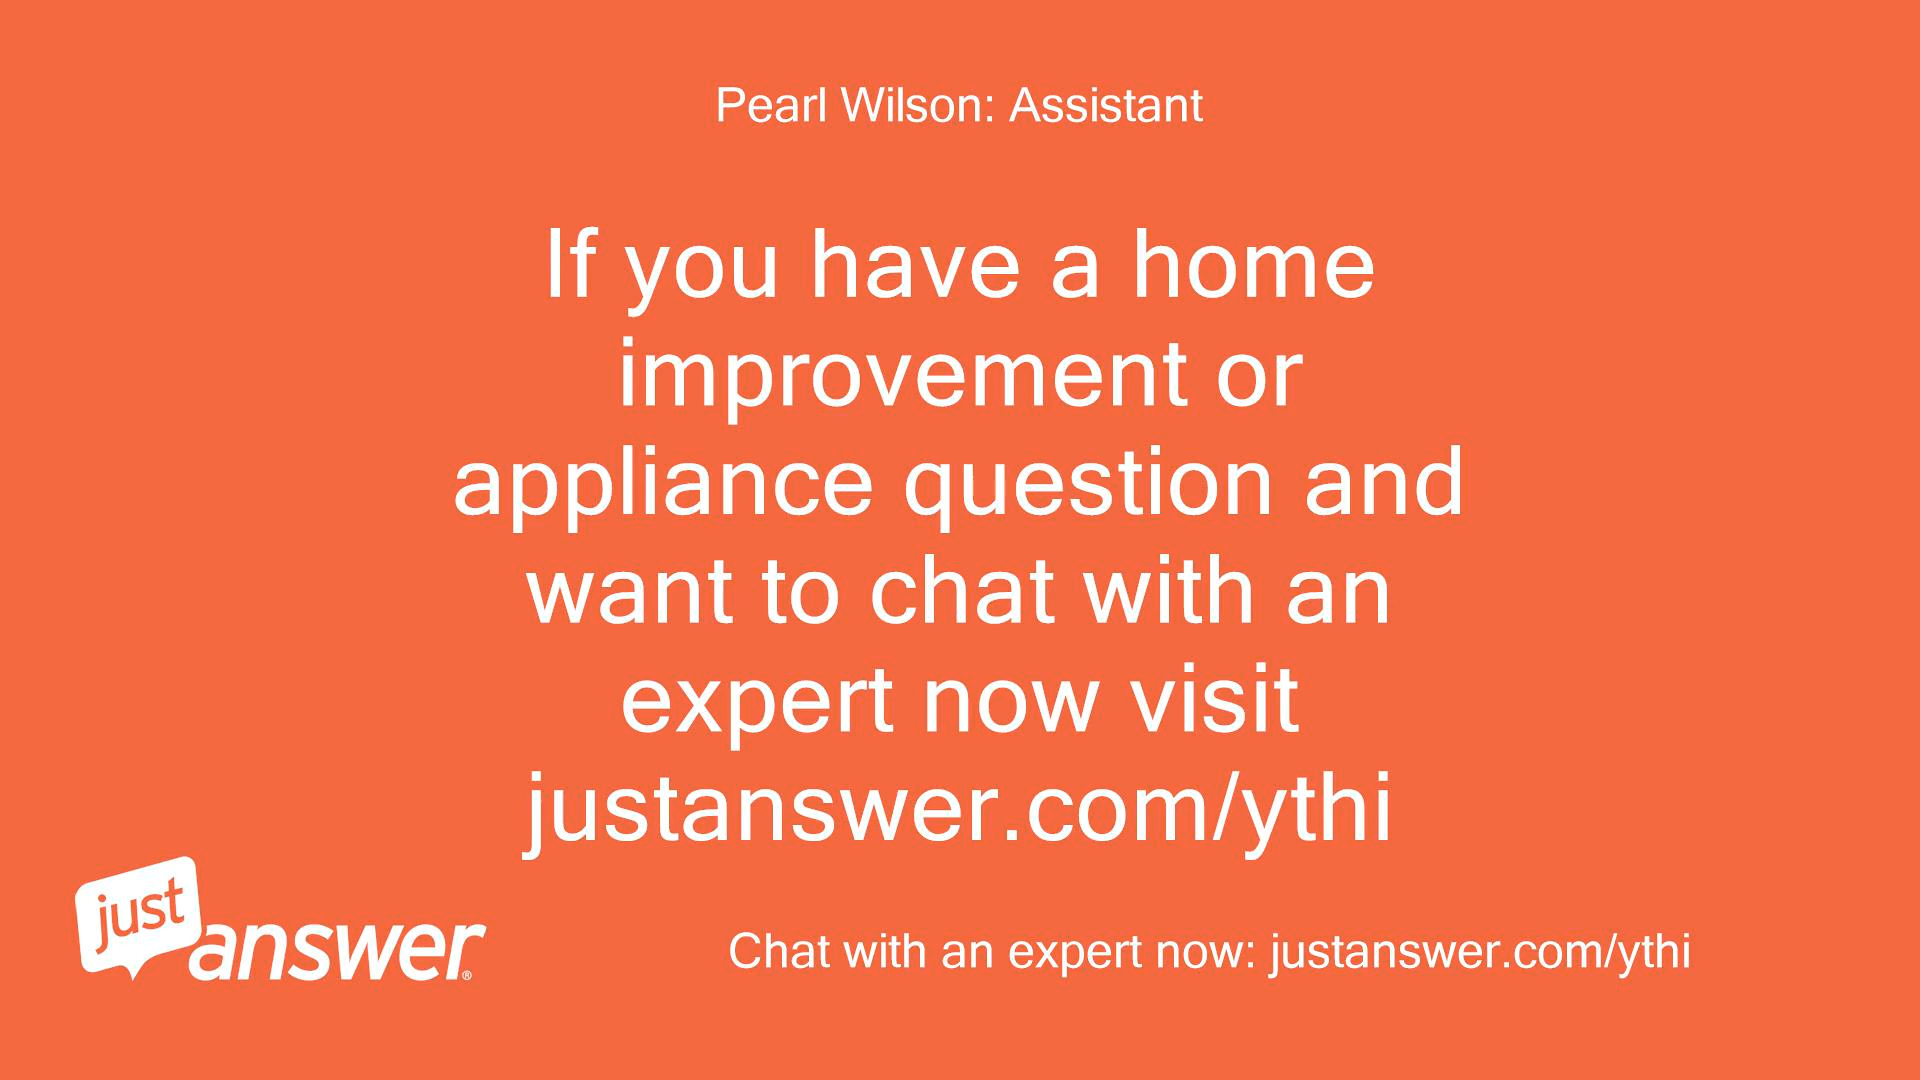 Pearl Wilson: Assistant
If you have a home
improvement or
appliance question and
want to chat with an
expert now visit
justanswer.com/ythi
just
answer®
Chat with an expert now: justanswer.com/ythi